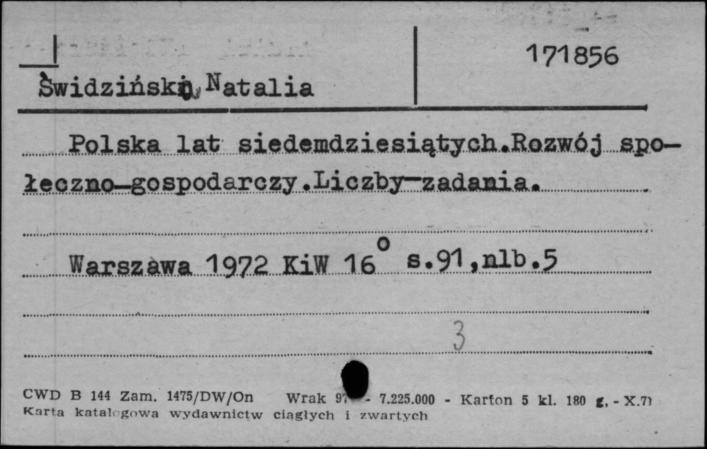 171856
Świdzińska Natalia
Polska lat siedemdziesiątych.Rozwój spo-
łeczno-gospodarczy.Liczby-zadania.
Warszawa 1972 KiW 16° s.91,nlb.5
3
CWD B 144 Zam. 1475/DW/On Wrak - 7.225.000 - Karton 5 kl. 180 g. - X.71
Karta katalogowa wydawnictw ciągłych i zwartych